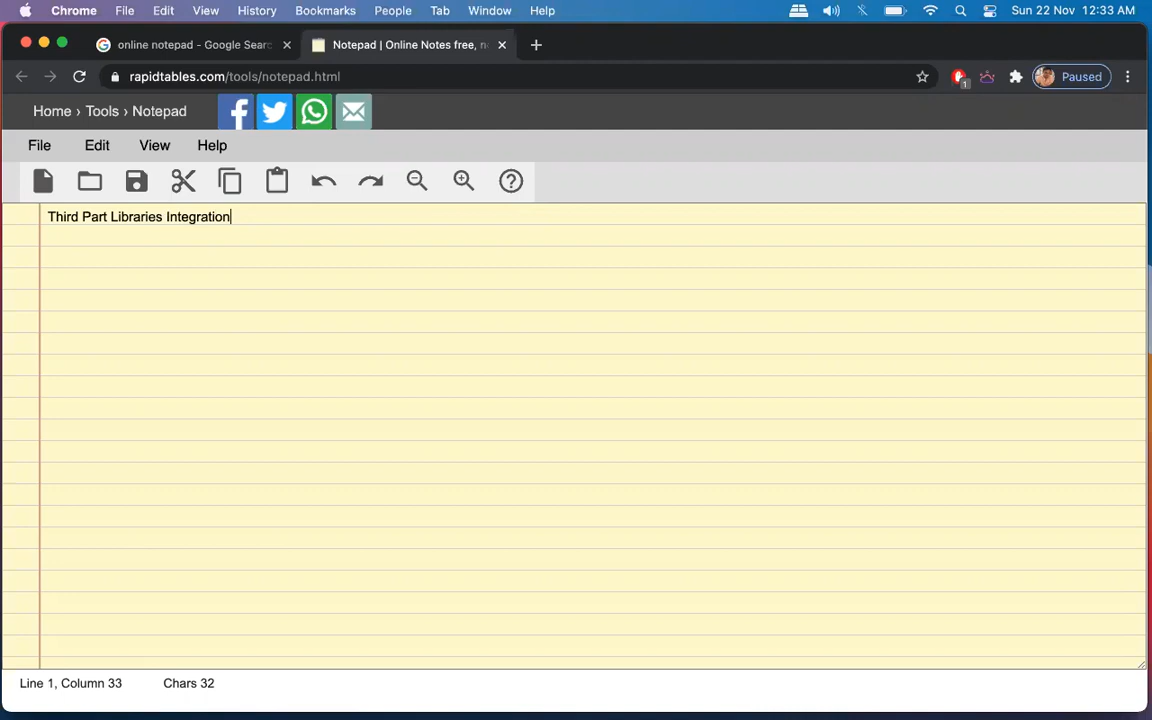 Chrome File Edit View History Bookmarks People Tab Window Help Sun 22 Nov 12:33 AM
online notepad - Google Searc Notepad | Online Notes free, n
rapidtables.com/tools/notepad.html 1 Paused
Home › Tools › Notepad
File Edit View Help
Third Part Libraries Integration
Line 1, Column 33 Chars 32